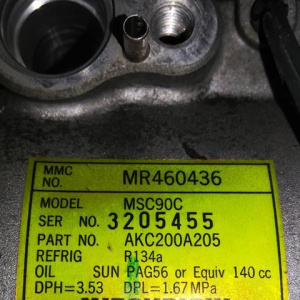 MMC NO. MR460436
MODEL MSC90C
SER NO. 3205455
PART NO. AKC200A205
REFRIG R134a
OIL SUN PAG56 or Equiv 140 cc
DPH=3.53 DPL=1.67 MPa